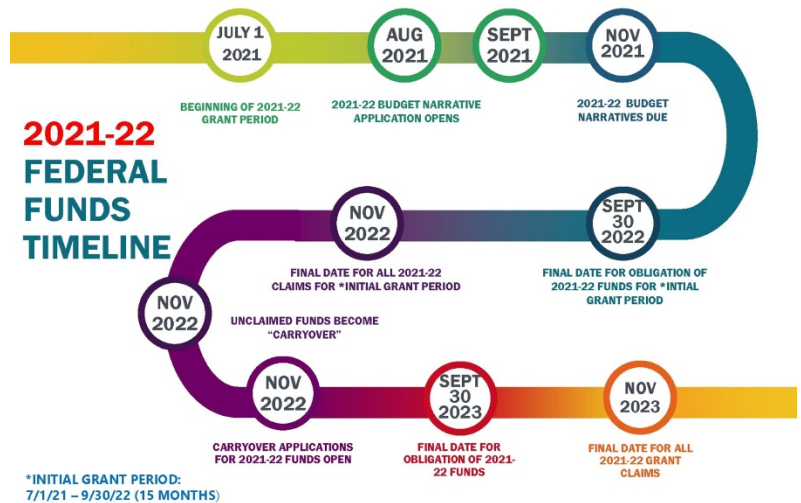 JULY 1
2021
AUG
2021
SEPT
2021
NOV
2021
BEGINNING OF 2021-22
GRANT PERIOD
2021-22 BUDGET NARRATIVE
APPLICATION OPENS
2021-22 BUDGET
NARRATIVES DUE
2021-22
FEDERAL
FUNDS
TIMELINE
NOV
2022
SEPT
30
2022
FINAL DATE FOR ALL 2021-22
CLAIMS FOR *INITIAL GRANT PERIOD
FINAL DATE FOR OBLIGATION OF
2021-22 FUNDS FOR *INTIAL
GRANT PERIOD
NOV
2022
UNCLAIMED FUNDS BECOME
“CARRYOVER”
NOV
2022
SEPT
30
2023
NOV
2023
CARRYOVER APPLICATIONS
FOR 2021-22 FUNDS OPEN
FINAL DATE FOR
OBLIGATION OF 2021-
22 FUNDS
FINAL DATE FOR ALL
2021-22 GRANT
CLAIMS
*INITIAL GRANT PERIOD:
7/1/21 – 9/30/22 (15 MONTHS)